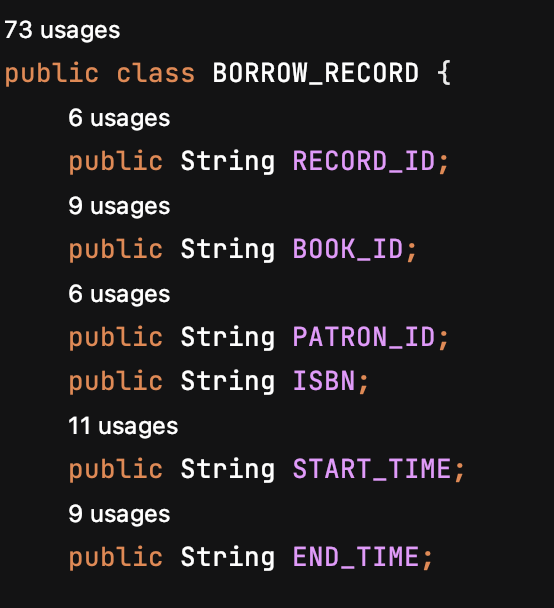 73 usages
public class BORROW_RECORD {
6 usages
public String RECORD_ID;
9 usages
public String BOOK_ID;
6 usages
public String PATRON_ID;
public String ISBN;
11 usages
public String START_TIME;
9 usages
public String END_TIME;